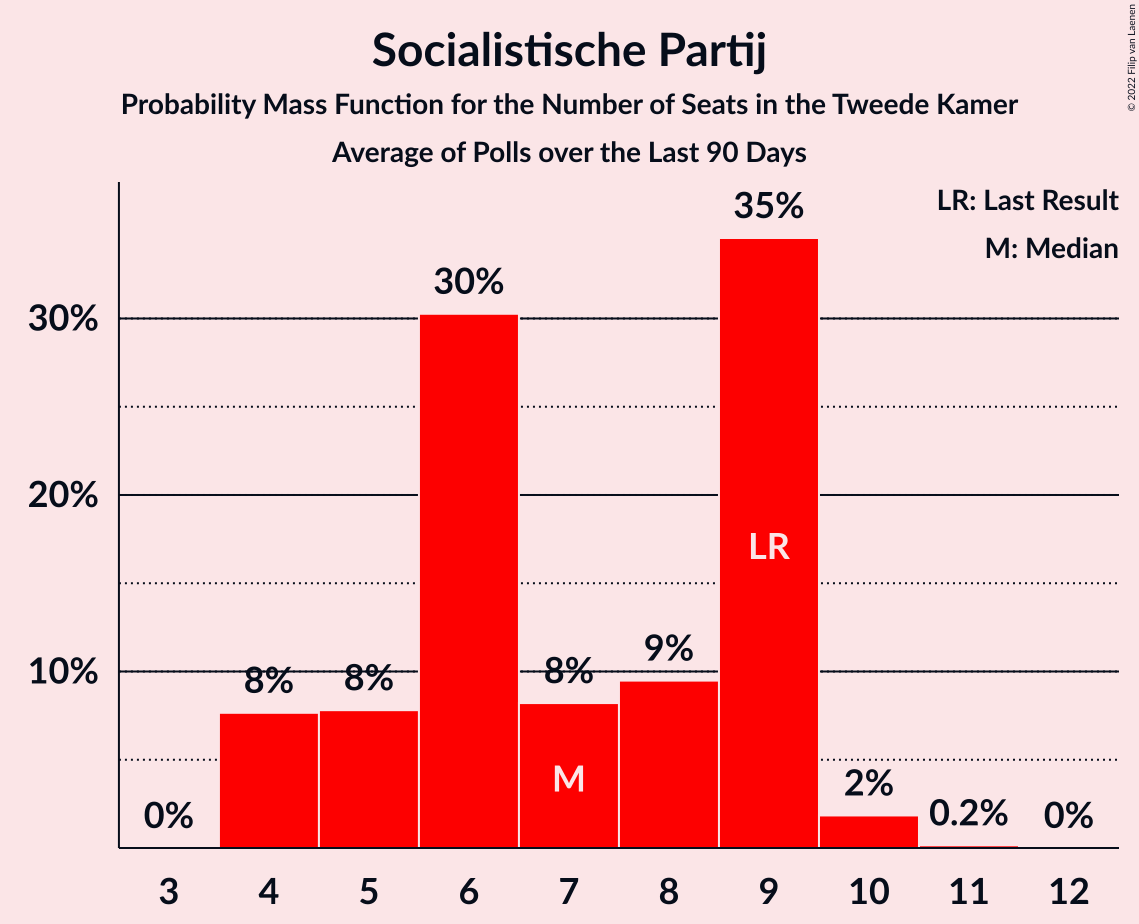 Socialistische Partij
Probability Mass Function for the Number of Seats in the Tweede Kamer
Average of Polls over the Last 90 Days
© 2022 Filip van Laenen
LR: Last Result
M: Median
35%
30%
30%
LR
20%
9%
10%
8%
8%
8%
M
2%
0%
0.2%
0%
3 4 5 6 7 8 9 10 11 12